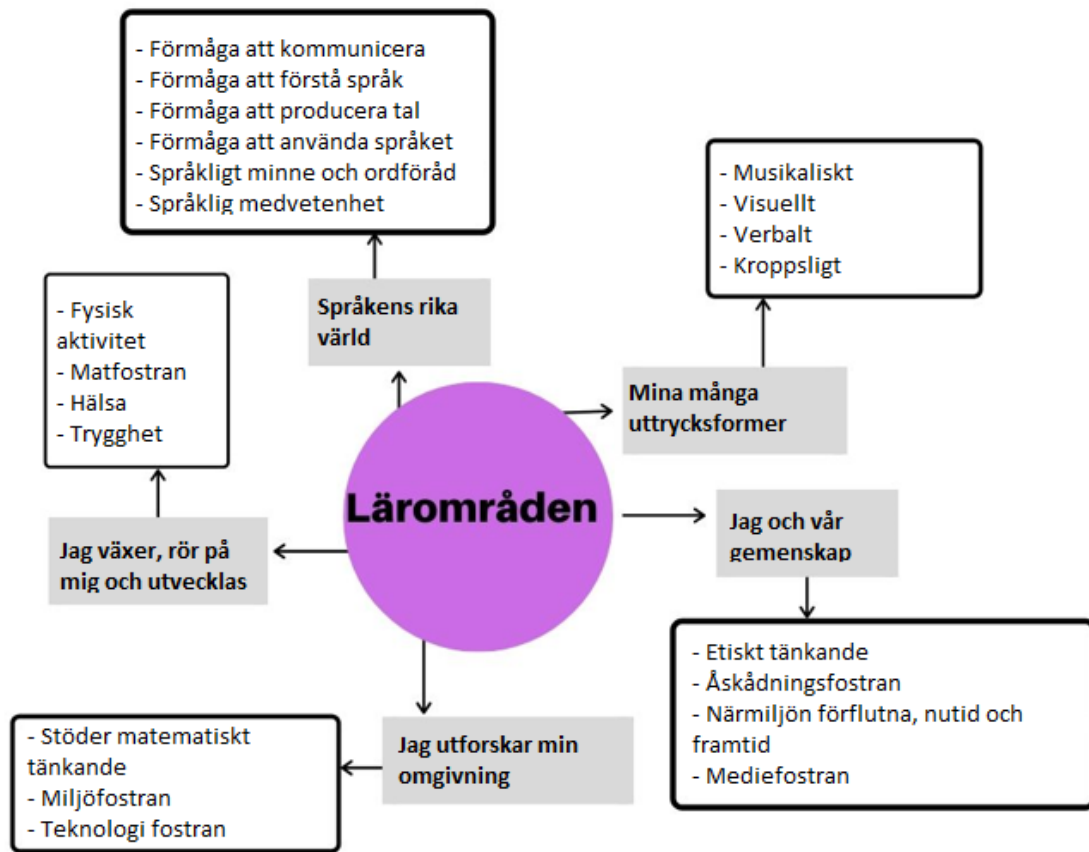 - Förmåga att kommunicera
- Förmåga att förstå språk
- Förmåga att producera tal
- Förmåga att använda språket
- Språkligt minne och ordföråd
- Språklig medvetenhet
- Musikaliskt
- Visuellt
- Verbalt
- Kroppsligt
- Fysisk
aktivitet
- Matfostran
- Hälsa
- Trygghet
Språkens rika
värld
Mina många
uttrycksformer
Lärområden
Jag och vår
gemenskap
Jag växer, rör på
mig och utvecklas
- Etiskt tänkande
- Åskådningsfostran
- Närmiljön förflutna, nutid och
framtid
- Mediefostran
Jag utforskar min
omgivning
- Stöder matematiskt
tänkande
- Miljöfostran
- Teknologi fostran